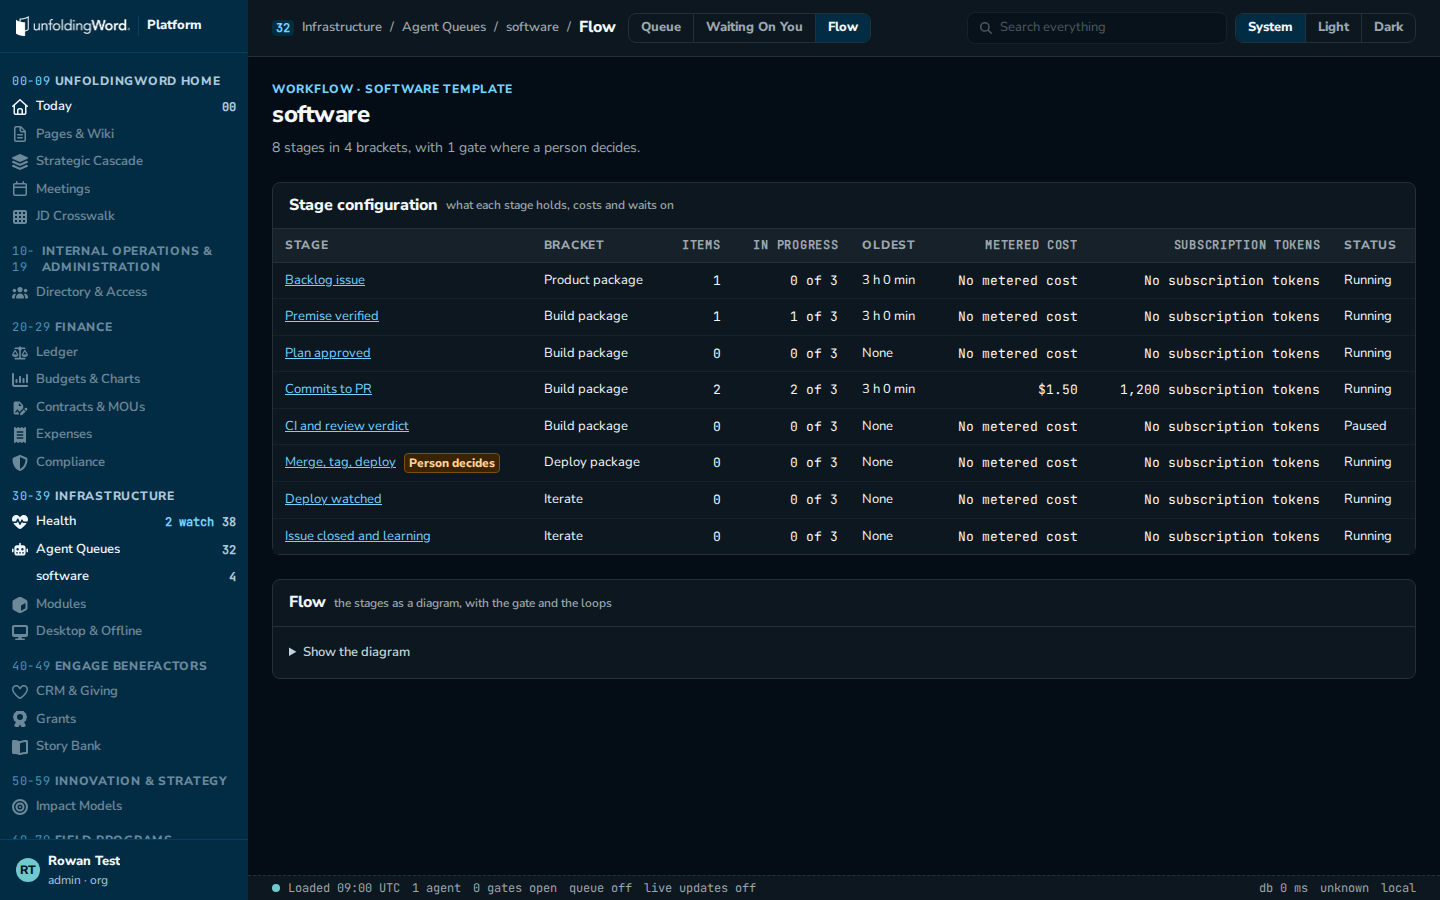 unfoldingWord. Platform
00-09 UNFOLDINGWORD HOME
Today 00
Pages & Wiki
Strategic Cascade
Meetings
JD Crosswalk
10-19 INTERNAL OPERATIONS & ADMINISTRATION
Directory & Access
20-29 FINANCE
Ledger
Budgets & Charts
Contracts & MOUs
Expenses
Compliance
30-39 INFRASTRUCTURE
Health 2 watch 38
Agent Queues 32
software 4
Modules
Desktop & Offline
40-49 ENGAGE BENEFACTORS
CRM & Giving
Grants
Story Bank
50-59 INNOVATION & STRATEGY
Impact Models
60-70 FIELD PROGRAMS
RT Rowan Test
admin · org
32 Infrastructure / Agent Queues / software / Flow Queue Waiting On You Flow Search everything System Light Dark
WORKFLOW · SOFTWARE TEMPLATE
software
8 stages in 4 brackets, with 1 gate where a person decides.
Stage configuration what each stage holds, costs and waits on
STAGE BRACKET ITEMS IN PROGRESS OLDEST METERED COST SUBSCRIPTION TOKENS STATUS
Backlog issue Product package 1 0 of 3 3 h 0 min No metered cost No subscription tokens Running
Premise verified Build package 1 1 of 3 3 h 0 min No metered cost No subscription tokens Running
Plan approved Build package 0 0 of 3 None No metered cost No subscription tokens Running
Commits to PR Build package 2 2 of 3 3 h 0 min $1.50 1,200 subscription tokens Running
CI and review verdict Build package 0 0 of 3 None No metered cost No subscription tokens Paused
Merge, tag, deploy Person decides Deploy package 0 0 of 3 None No metered cost No subscription tokens Running
Deploy watched Iterate 0 0 of 3 None No metered cost No subscription tokens Running
Issue closed and learning Iterate 0 0 of 3 None No metered cost No subscription tokens Running
Flow the stages as a diagram, with the gate and the loops
Show the diagram
Loaded 09:00 UTC 1 agent 0 gates open queue off live updates off db 0 ms unknown local